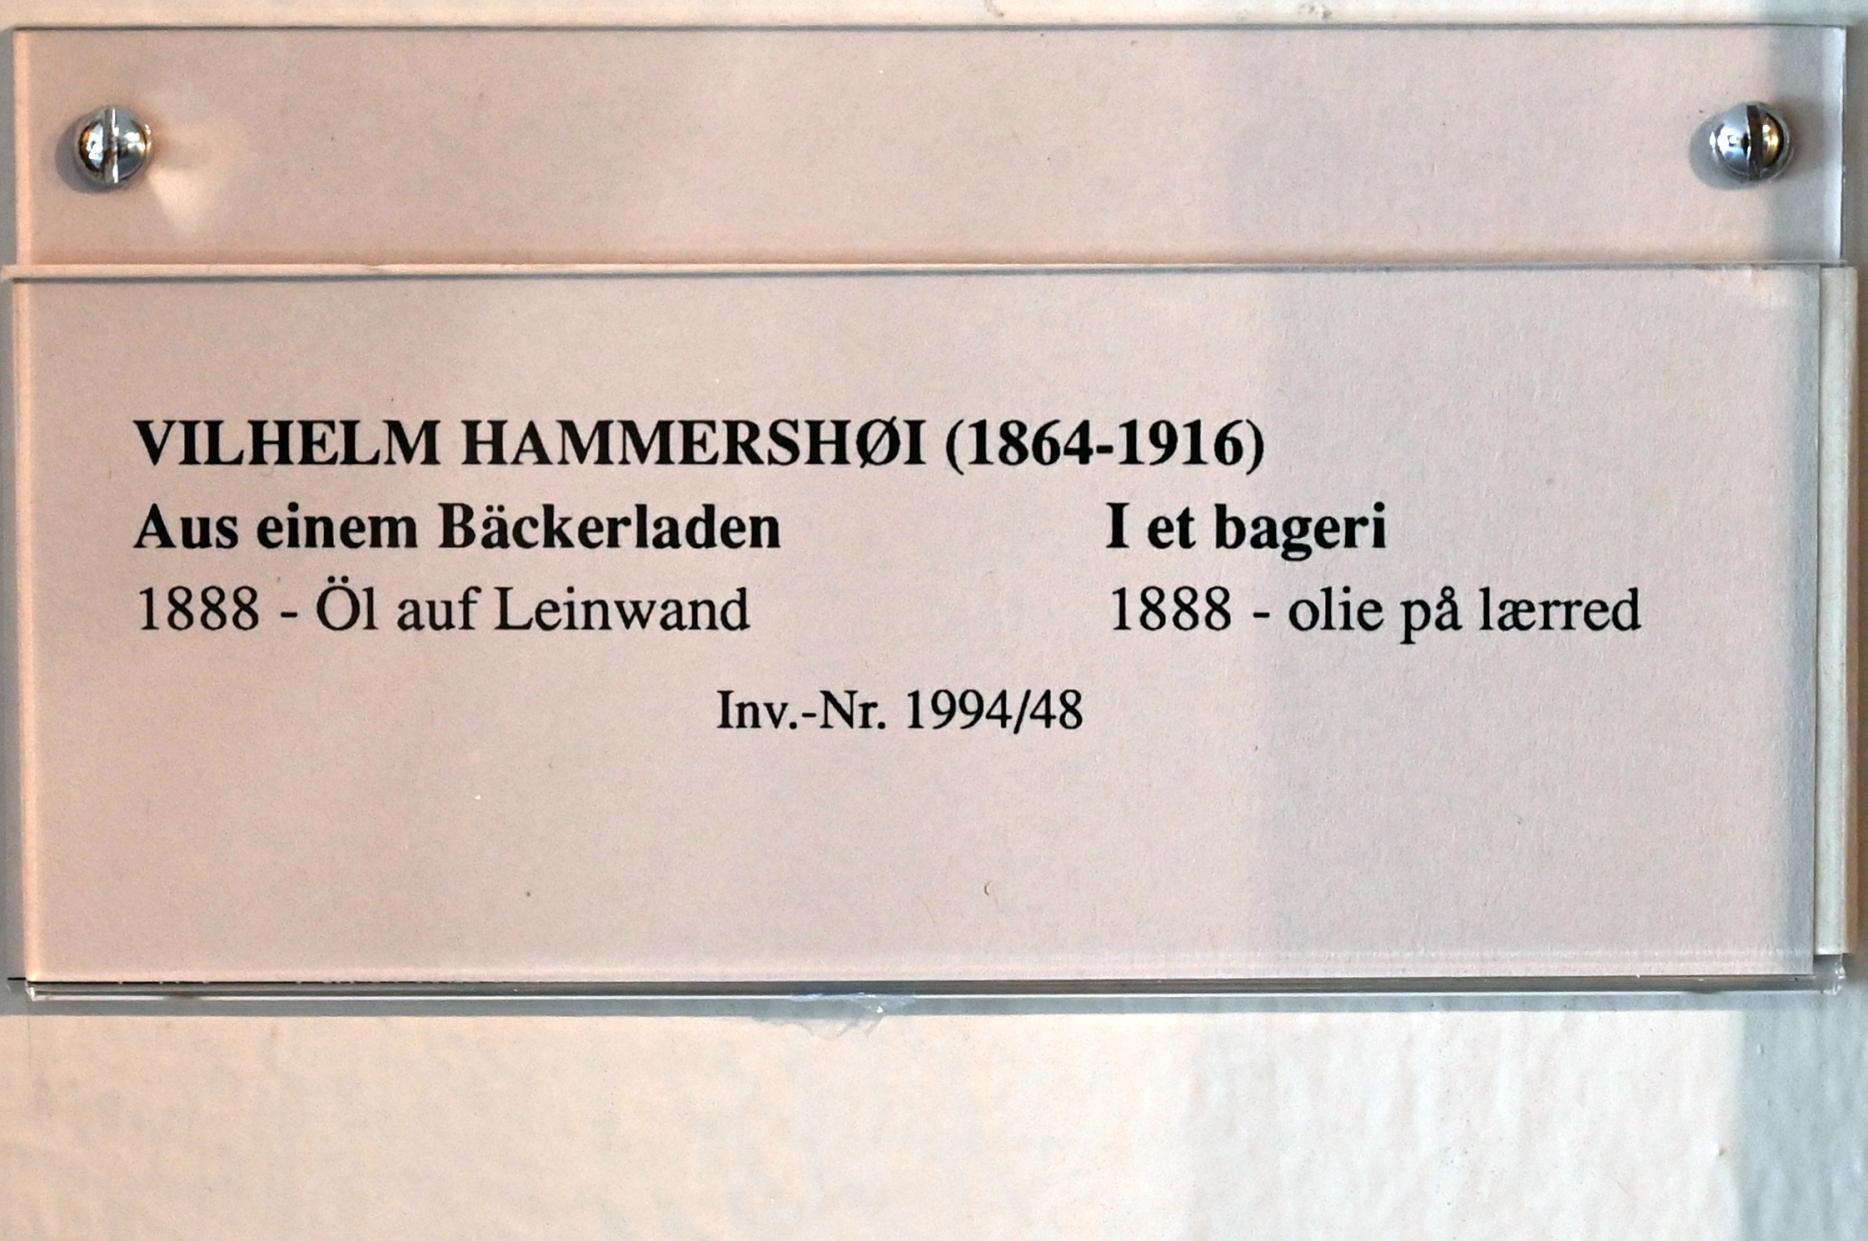 VILHELM HAMMERSHØI (1864-1916)
Aus einem Bäckerladen
1888 - Öl auf Leinwand
I et bageri
1888 - olie på lærred
Inv.-Nr. 1994/48